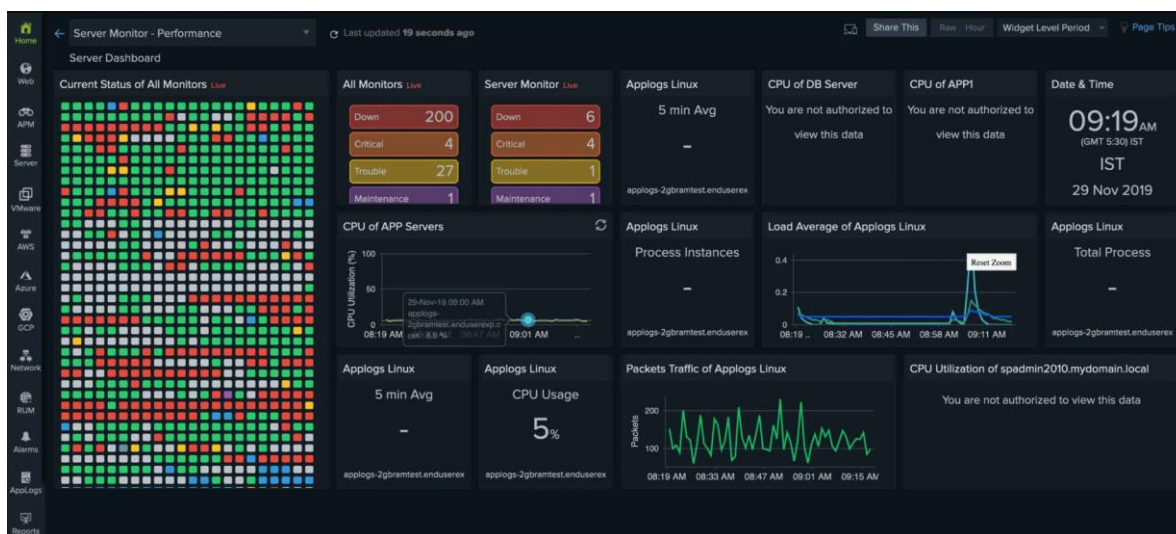 Home
Web
APM
Server
VMware
AWS
Azure
GCP
Network
RUM
Alarms
AppLogs
Reports
Server Monitor - Performance
Last updated 19 seconds ago
Share This
Raw · Hour
Widget Level Period
Page Tips
Server Dashboard
Current Status of All Monitors Live
All Monitors Live
Down 200
Critical 4
Trouble 27
Maintenance 1
Server Monitor Live
Down 6
Critical 4
Trouble 1
Maintenance 1
Applogs Linux
5 min Avg
-
applogs-2gbramtest.enduserex
CPU of DB Server
You are not authorized to
view this data
CPU of APP1
You are not authorized to
view this data
Date & Time
09:19AM
(GMT 5:30) IST
IST
29 Nov 2019
CPU of APP Servers
CPU Utilization (%)
100
50
0
29-Nov-19 09:00 AM
applogs-
2gbramtest.enduserexp.c
08:19 AM
08:47 AM
09:01 AM
..
Applogs Linux
Process Instances
-
applogs-2gbramtest.enduserex
Load Average of Applogs Linux
Reset Zoom
0.4
0.2
0
08:19 .. 08:32 AM 08:45 AM 08:58 AM 09:11 AM
Applogs Linux
Total Process
-
applogs-2gbramtest.enduserex
Applogs Linux
5 min Avg
-
applogs-2gbramtest.enduserex
Applogs Linux
CPU Usage
5%
applogs-2gbramtest.enduserex
Packets Traffic of Applogs Linux
Packets
200
100
08:19 AM 08:33 AM 08:47 AM 09:01 AM 09:15 AM
CPU Utilization of spadmin2010.mydomain.local
You are not authorized to view this data